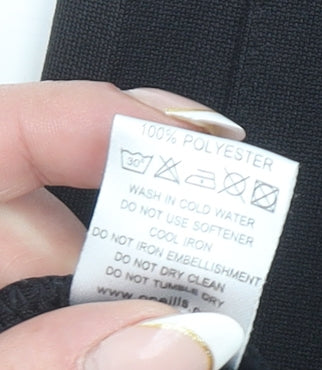 100% POLYESTER
30°
WASH IN COLD WATER
DO NOT USE SOFTENER
COOL IRON
DO NOT IRON EMBELLISHMENT
DO NOT DRY CLEAN
DO NOT TUMBLE DRY